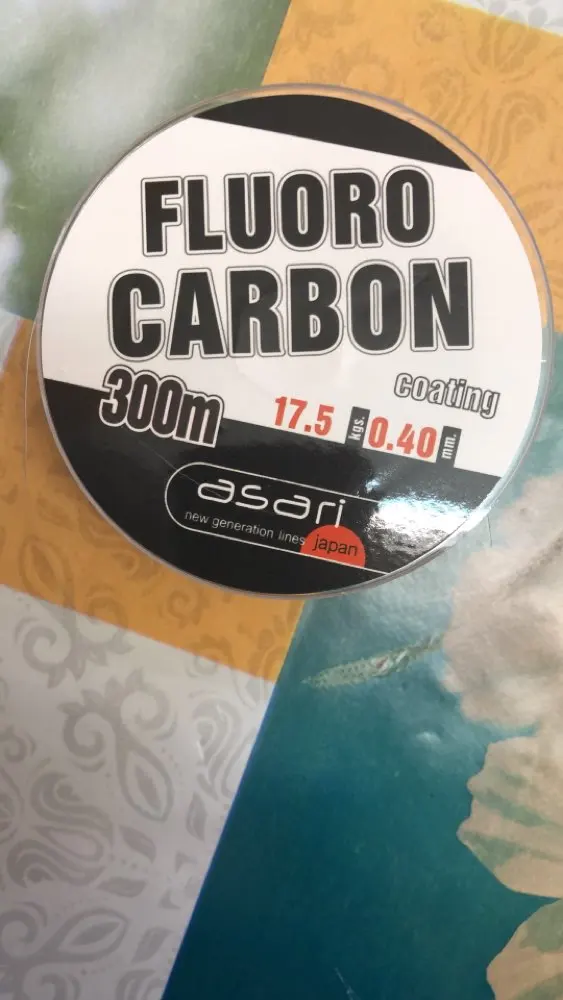 FLUORO
CARBON
coating
300m 17.5 kgs. 0.40 mm.
asari
new generation lines
japan